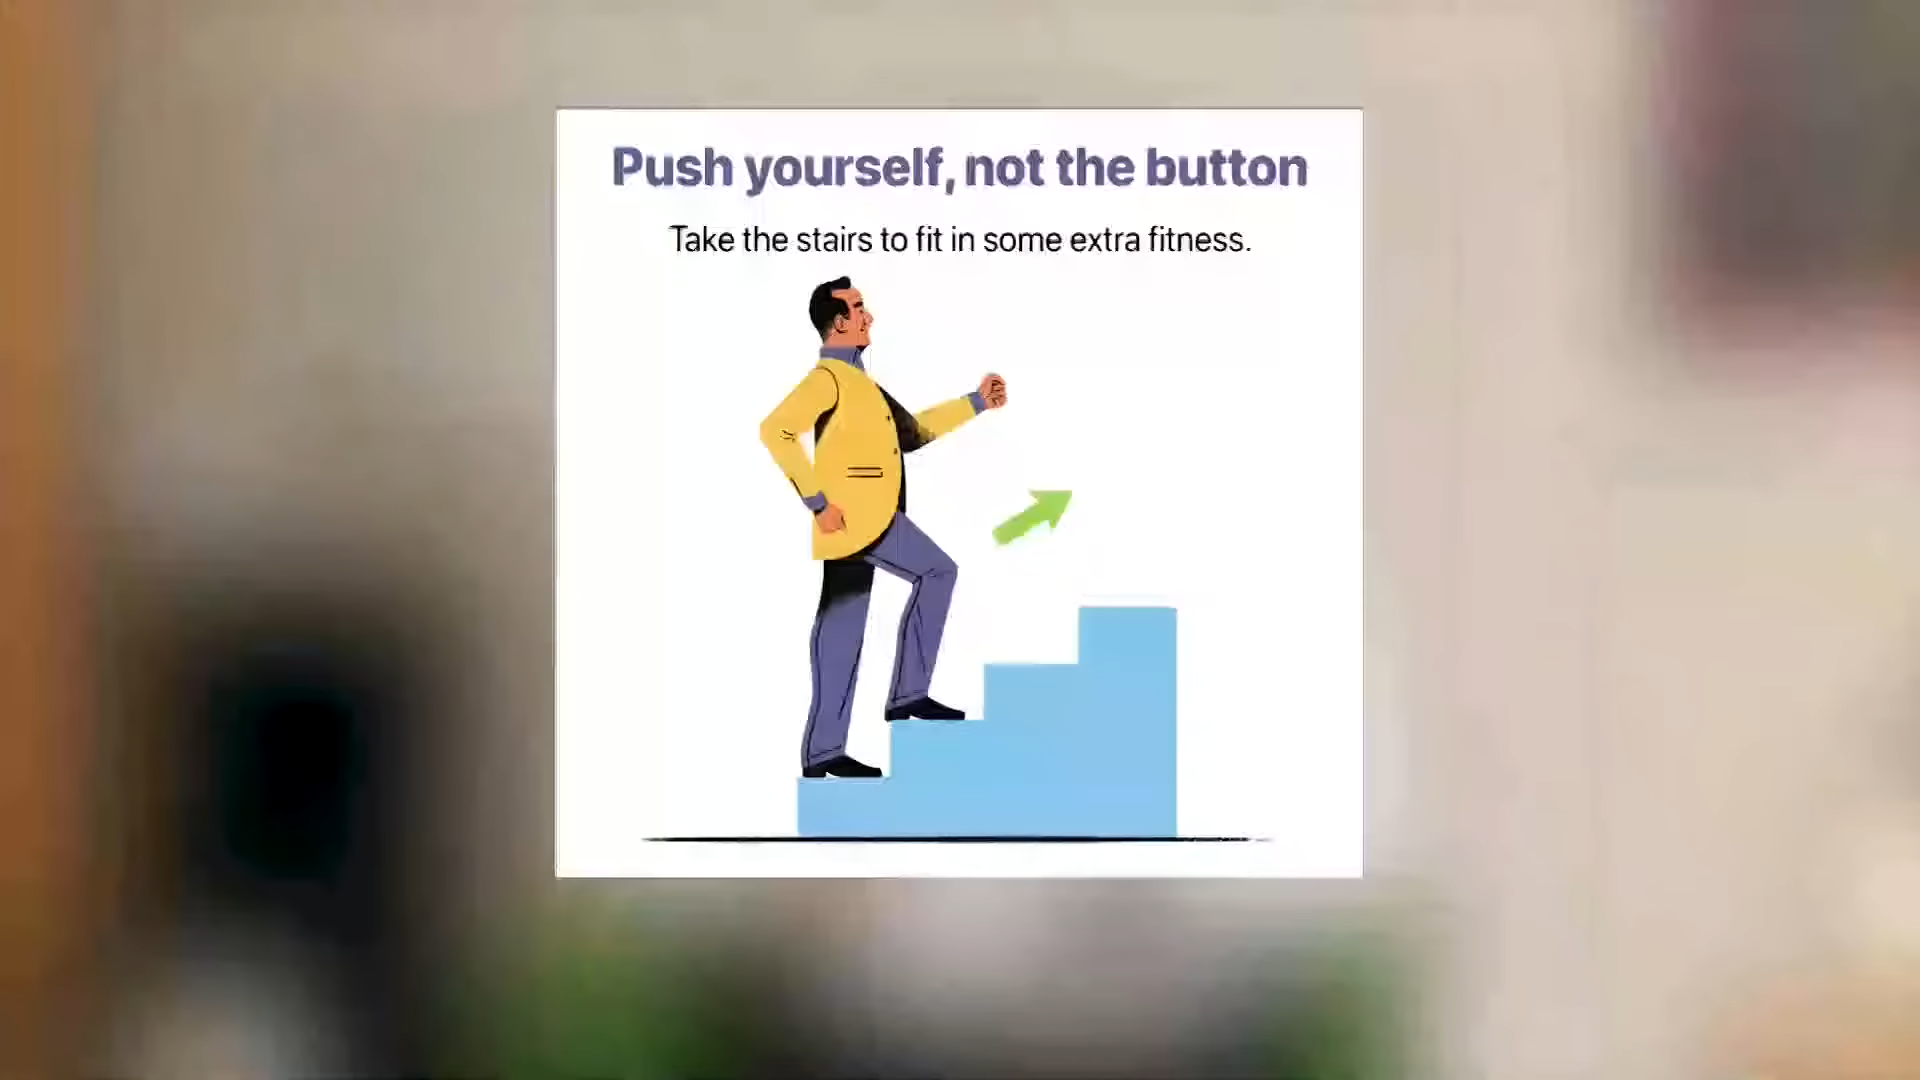 Push yourself, not the button
Take the stairs to fit in some extra fitness.